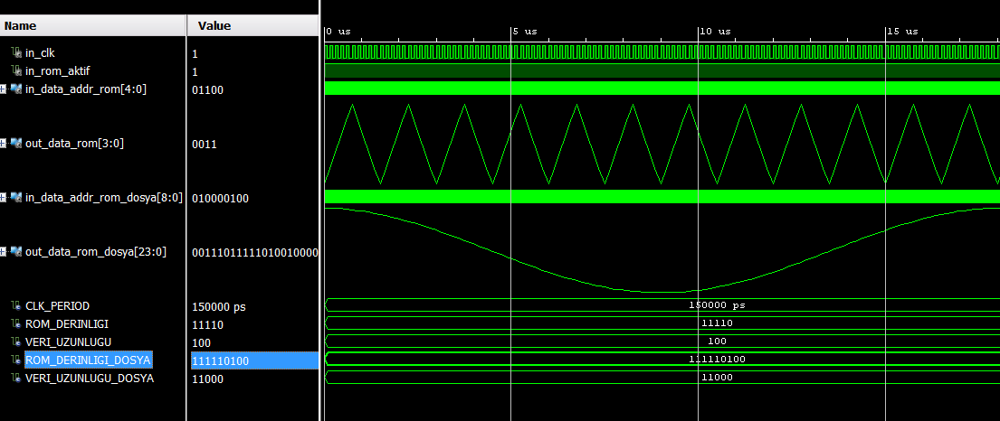 Name Value
0 us 5 us 10 us 15 us
in_clk 1
in_rom_aktif 1
in_data_addr_rom[4:0] 01100
out_data_rom[3:0] 0011
in_data_addr_rom_dosya[8:0] 010000100
out_data_rom_dosya[23:0] 00111011111010010000
CLK_PERIOD 150000 ps 150000 ps
ROM_DERINLIGI 11110 11110
VERI_UZUNLUGU 100 100
ROM_DERINLIGI_DOSYA 111110100 111110100
VERI_UZUNLUGU_DOSYA 11000 11000